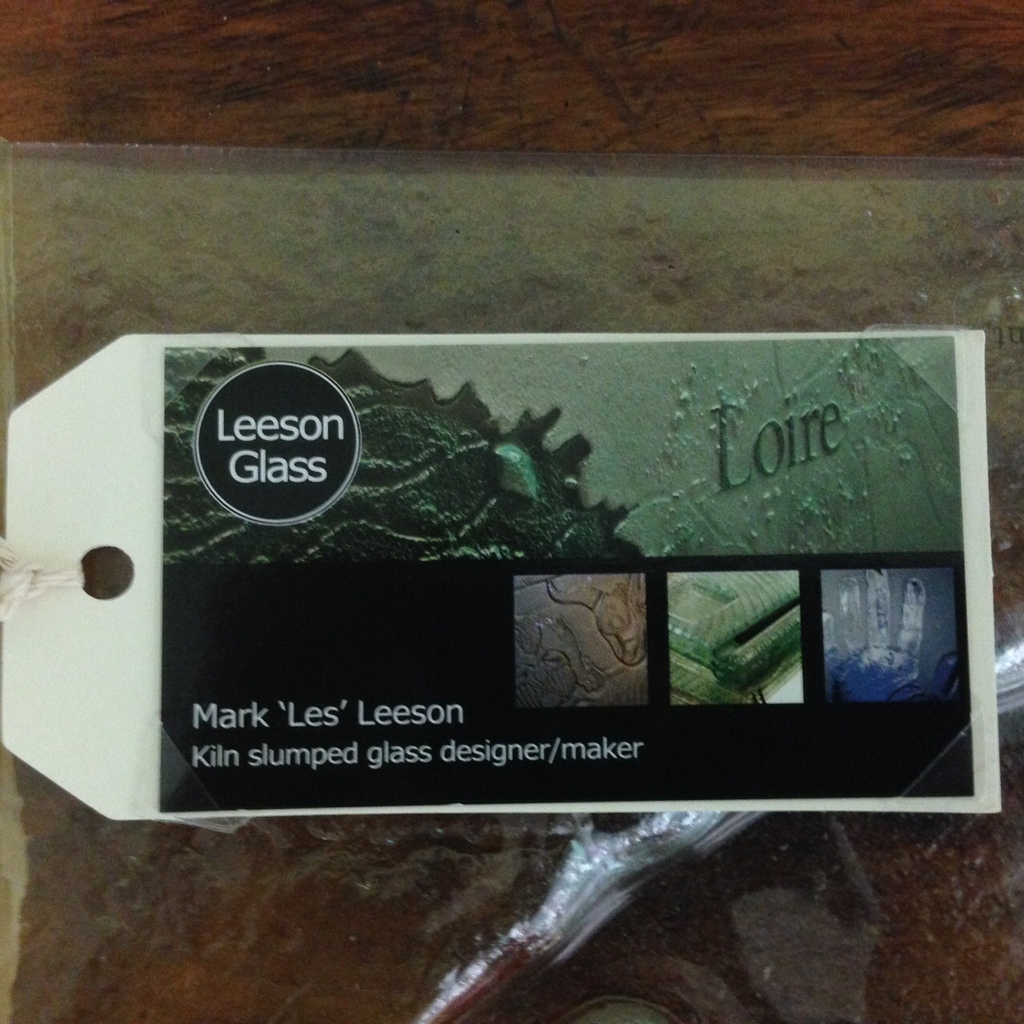 Leeson
Glass
Loire
Mark ‘Les’ Leeson
Kiln slumped glass designer/maker